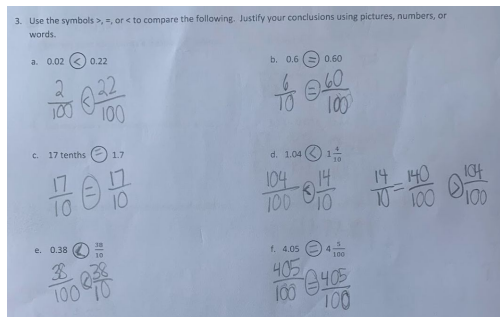 3. Use the symbols >, =, or < to compare the following. Justify your conclusions using pictures, numbers, or
words.
a. 0.02 < 0.22
b. 0.6 = 0.60
2/100 < 22/100
6/10 = 60/100
c. 17 tenths = 1.7
d. 1.04 < 1 4/10
17/10 = 17/10
104/100 < 14/10
14/10 = 140/100 > 104/100
e. 0.38 < 38/10
f. 4.05 = 4 5/100
38/100 < 38/10
405/100 = 405/100